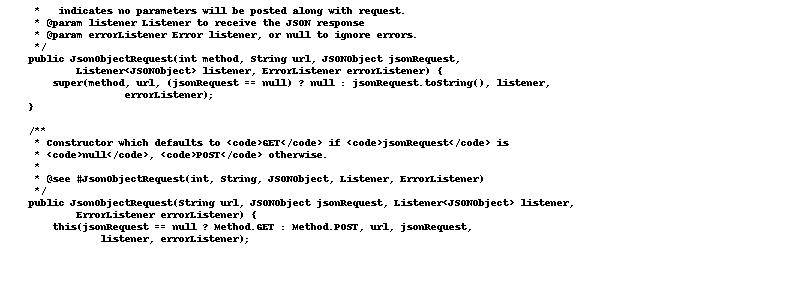 *   indicates no parameters will be posted along with request.
* @param listener Listener to receive the JSON response
* @param errorListener Error listener, or null to ignore errors.
*/
public JsonObjectRequest(int method, String url, JSONObject jsonRequest,
Listener<JSONObject> listener, ErrorListener errorListener) {
super(method, url, (jsonRequest == null) ? null : jsonRequest.toString(), listener,
errorListener);
}
/**
* Constructor which defaults to <code>GET</code> if <code>jsonRequest</code> is
* <code>null</code>, <code>POST</code> otherwise.
*
* @see #JsonObjectRequest(int, String, JSONObject, Listener, ErrorListener)
*/
public JsonObjectRequest(String url, JSONObject jsonRequest, Listener<JSONObject> listener,
ErrorListener errorListener) {
this(jsonRequest == null ? Method.GET : Method.POST, url, jsonRequest,
listener, errorListener);